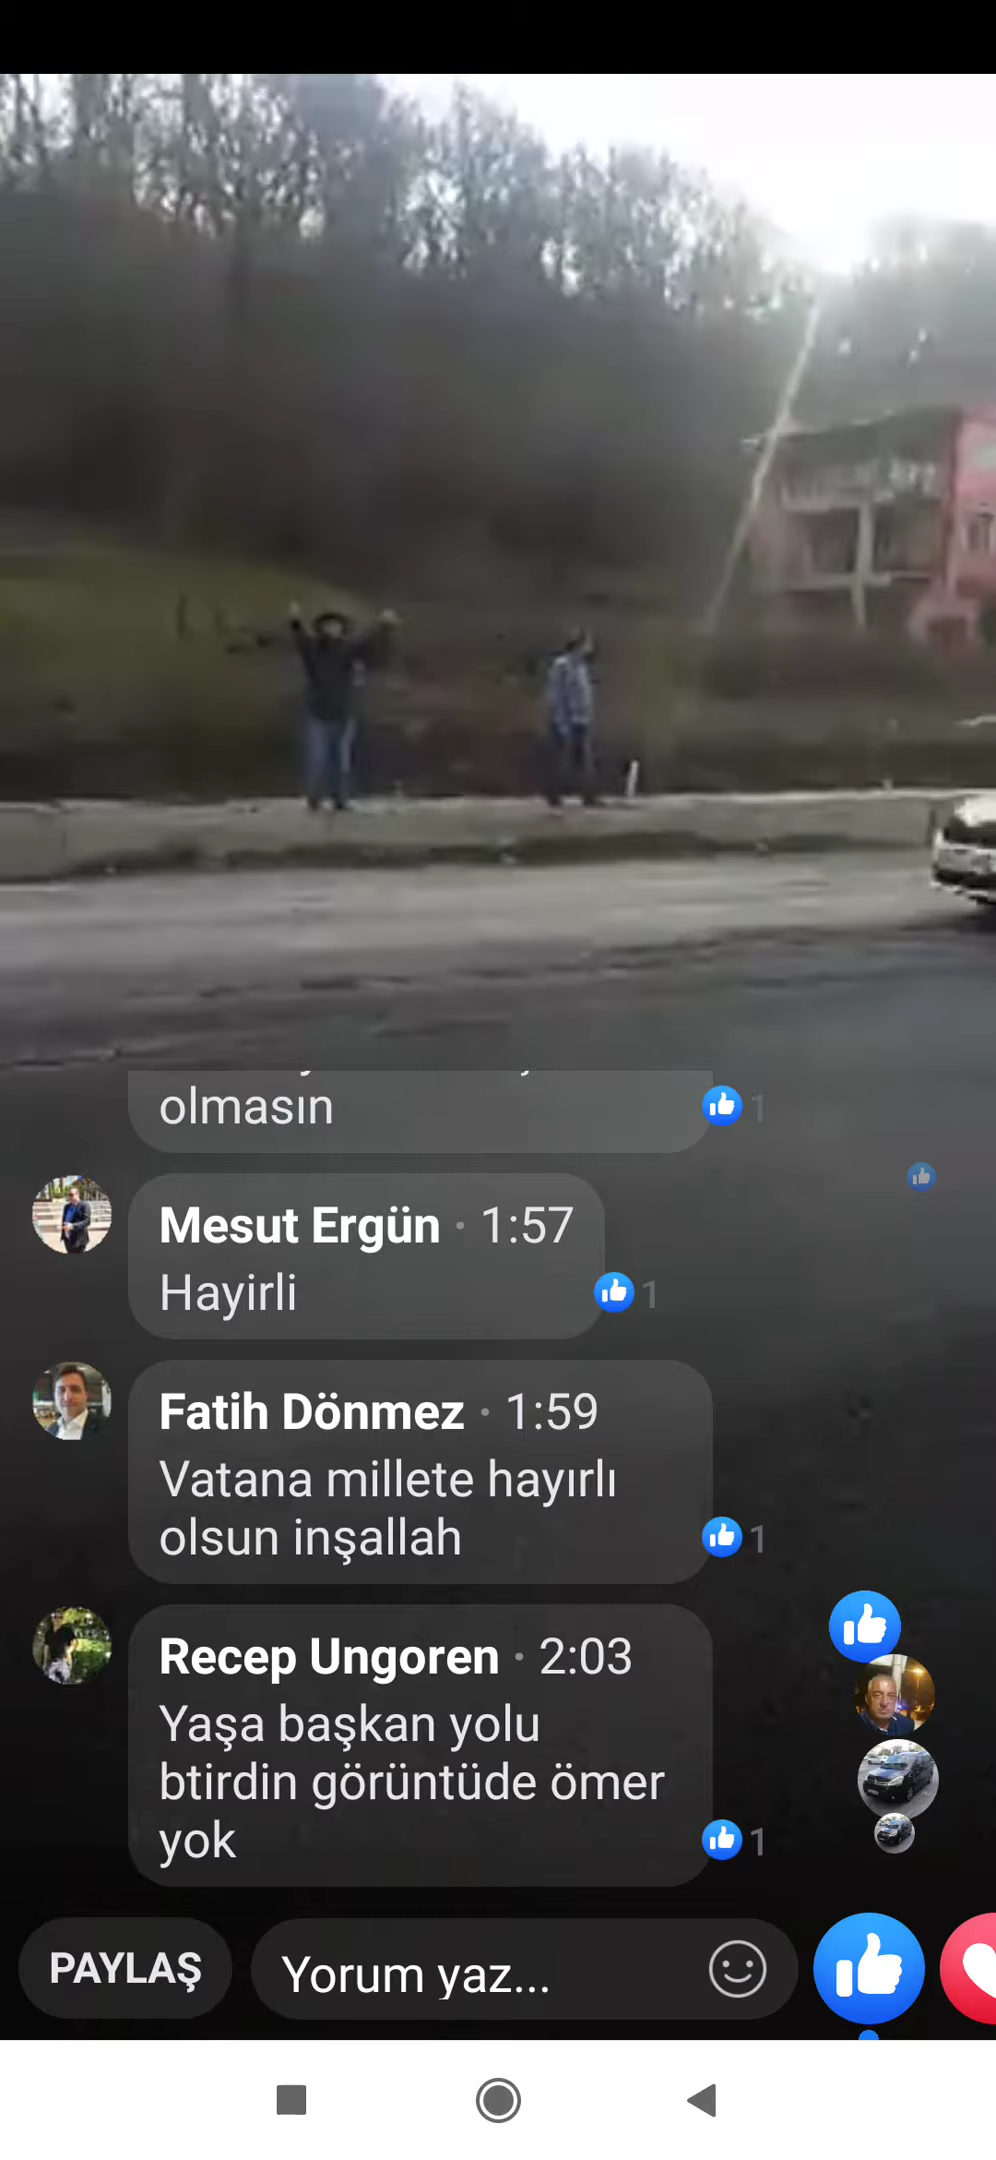 olmasın
1
Mesut Ergün · 1:57
Hayirli
1
Fatih Dönmez · 1:59
Vatana millete hayırlı
olsun inşallah
1
Recep Ungoren · 2:03
Yaşa başkan yolu
btirdin görüntüde ömer
yok
1
PAYLAŞ
Yorum yaz...